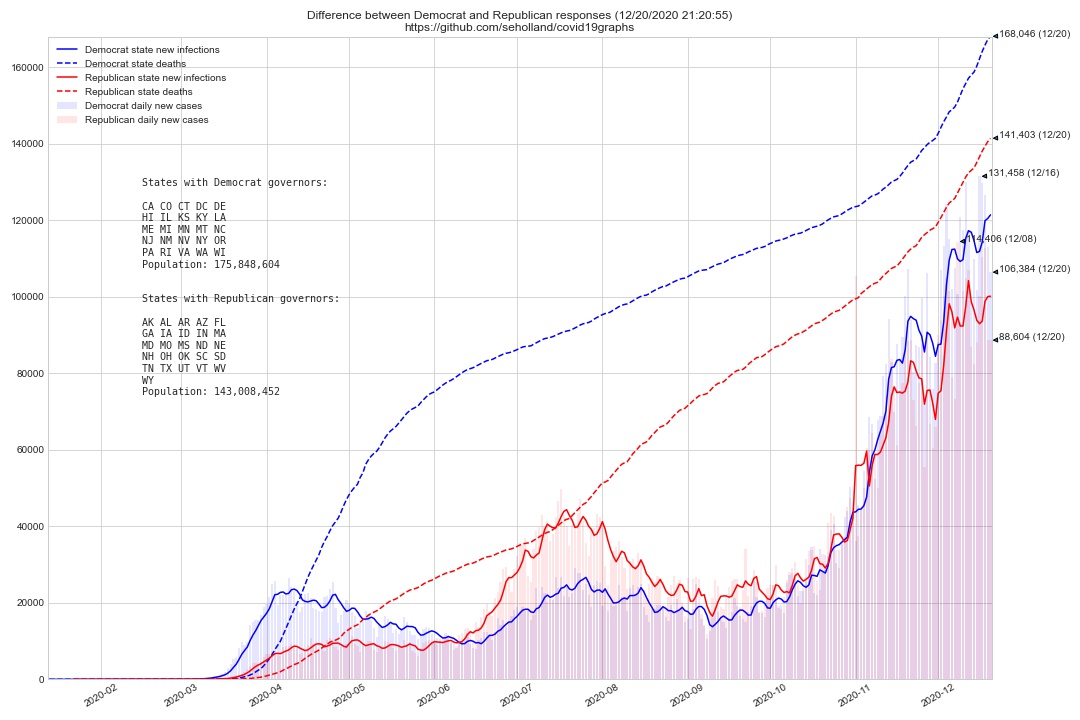 Difference between Democrat and Republican responses (12/20/2020 21:20:55)
https://github.com/seholland/covid19graphs
Democrat state new infections
Democrat state deaths
Republican state new infections
Republican state deaths
Democrat daily new cases
Republican daily new cases
States with Democrat governors:
CA CO CT DC DE
HI IL KS KY LA
ME MI MN MT NC
NJ NM NV NY OR
PA RI VA WA WI
Population: 175,848,604
States with Republican governors:
AK AL AR AZ FL
GA IA ID IN MA
MD MO MS ND NE
NH OH OK SC SD
TN TX UT VT WV
WY
Population: 143,008,452
168,046 (12/20)
141,403 (12/20)
131,458 (12/16)
114,406 (12/08)
106,384 (12/20)
88,604 (12/20)
160000
140000
120000
100000
80000
60000
40000
20000
0
2020-02
2020-03
2020-04
2020-05
2020-06
2020-07
2020-08
2020-09
2020-10
2020-11
2020-12